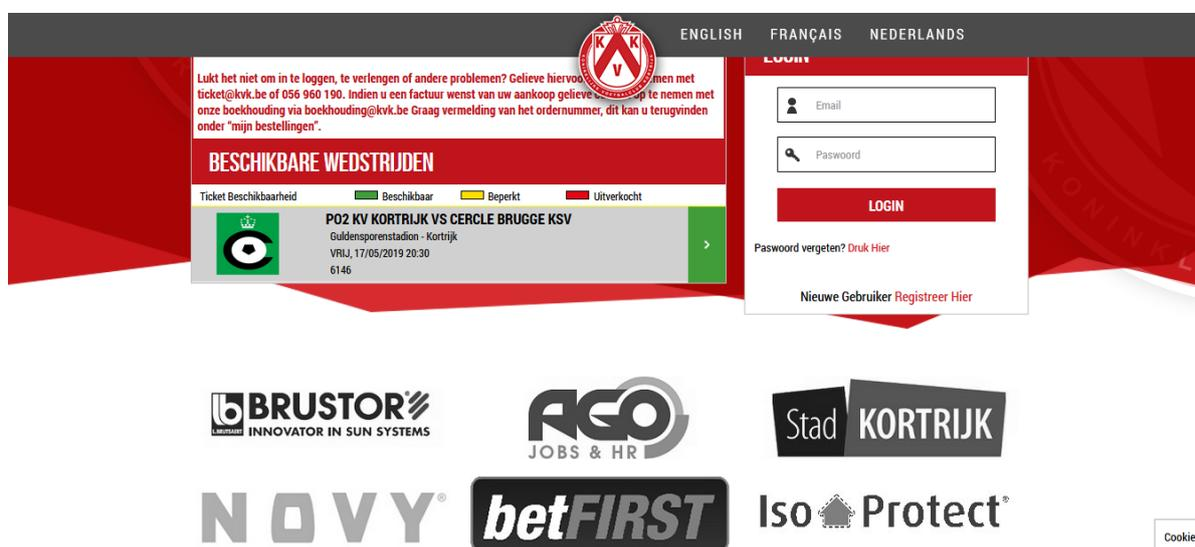 ENGLISH FRANÇAIS NEDERLANDS
Lukt het niet om in te loggen, te verlengen of andere problemen? Gelieve men met
ticket@kvk.be of 056 960 190. Indien u een factuur wenst van uw aankoop gelieve op te nemen met
onze boekhouding via boekhouding@kvk.be Graag vermelding van het ordernummer, dit kan u terugvinden
onder "mijn bestellingen".
BESCHIKBARE WEDSTRIJDEN
Ticket Beschikbaarheid Beschikbaar Beperkt Uitverkocht
PO2 KV KORTRIJK VS CERCLE BRUGGE KSV
Guldensporenstadion - Kortrijk
VRIJ, 17/05/2019 20:30
6146
LOGIN
Email
Paswoord
LOGIN
Paswoord vergeten? Druk Hier
Nieuwe Gebruiker Registreer Hier
K K
V
b BRUSTOR
L.BRUTSAERT INNOVATOR IN SUN SYSTEMS
AGO
JOBS & HR
Stad KORTRIJK
NOVY®
betFIRST
Iso Protect
Cookie